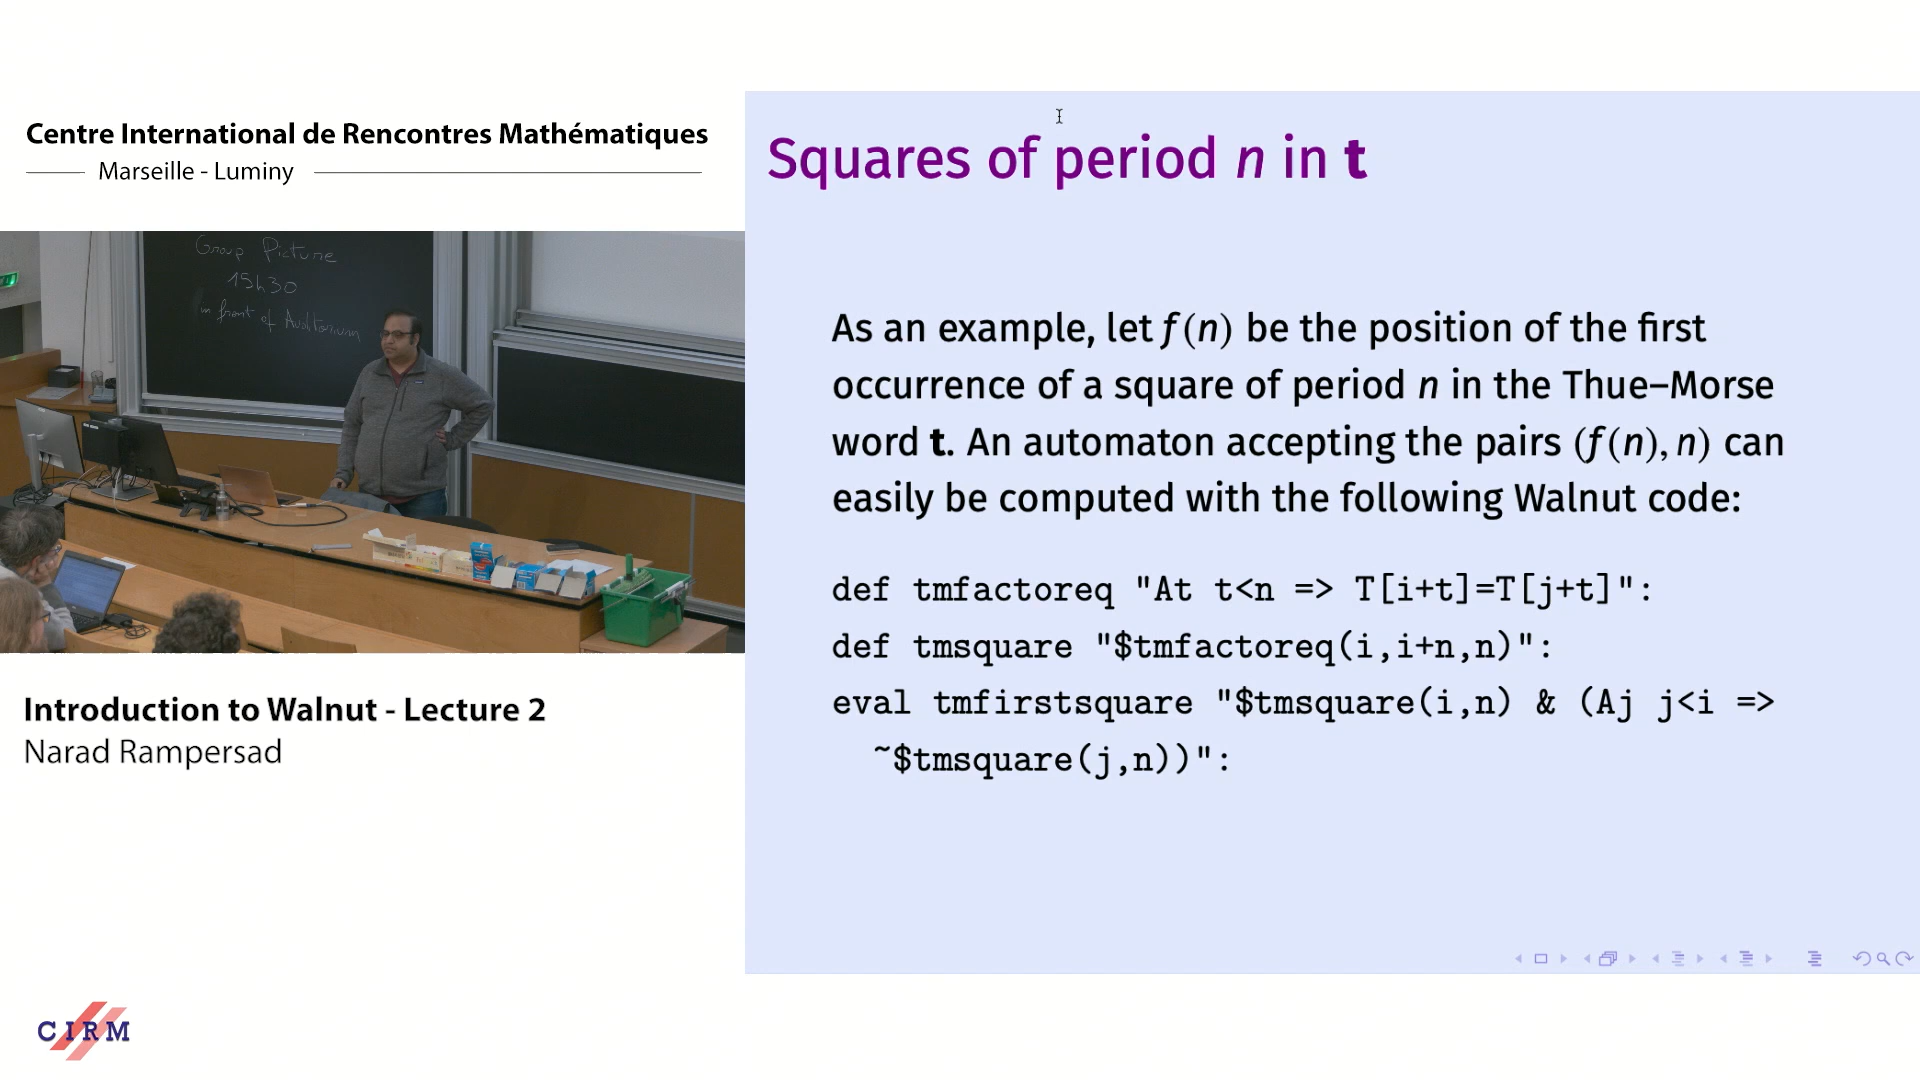 Centre International de Rencontres Mathématiques
Marseille - Luminy
Group Picture
15h30
in front of Auditorium
Introduction to Walnut - Lecture 2
Narad Rampersad
CIRM
Squares of period n in t
As an example, let f(n) be the position of the first
occurrence of a square of period n in the Thue–Morse
word t. An automaton accepting the pairs (f(n), n) can
easily be computed with the following Walnut code:
def tmfactoreq "At t<n => T[i+t]=T[j+t]":
def tmsquare "$tmfactoreq(i,i+n,n)":
eval tmfirstsquare "$tmsquare(i,n) & (Aj j<i =>
~$tmsquare(j,n))":